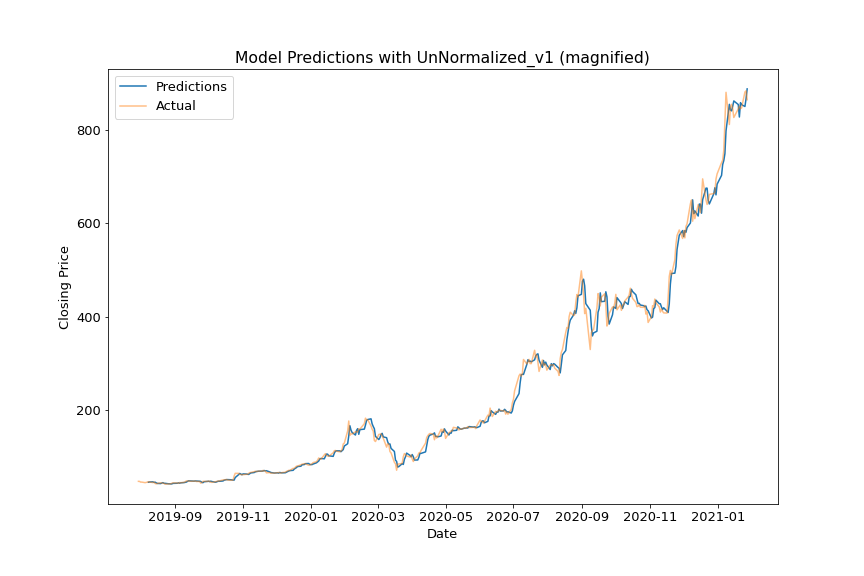 Model Predictions with UnNormalized_v1 (magnified)
Predictions
Actual
Closing Price
800
600
400
200
2019-09 2019-11 2020-01 2020-03 2020-05 2020-07 2020-09 2020-11 2021-01
Date